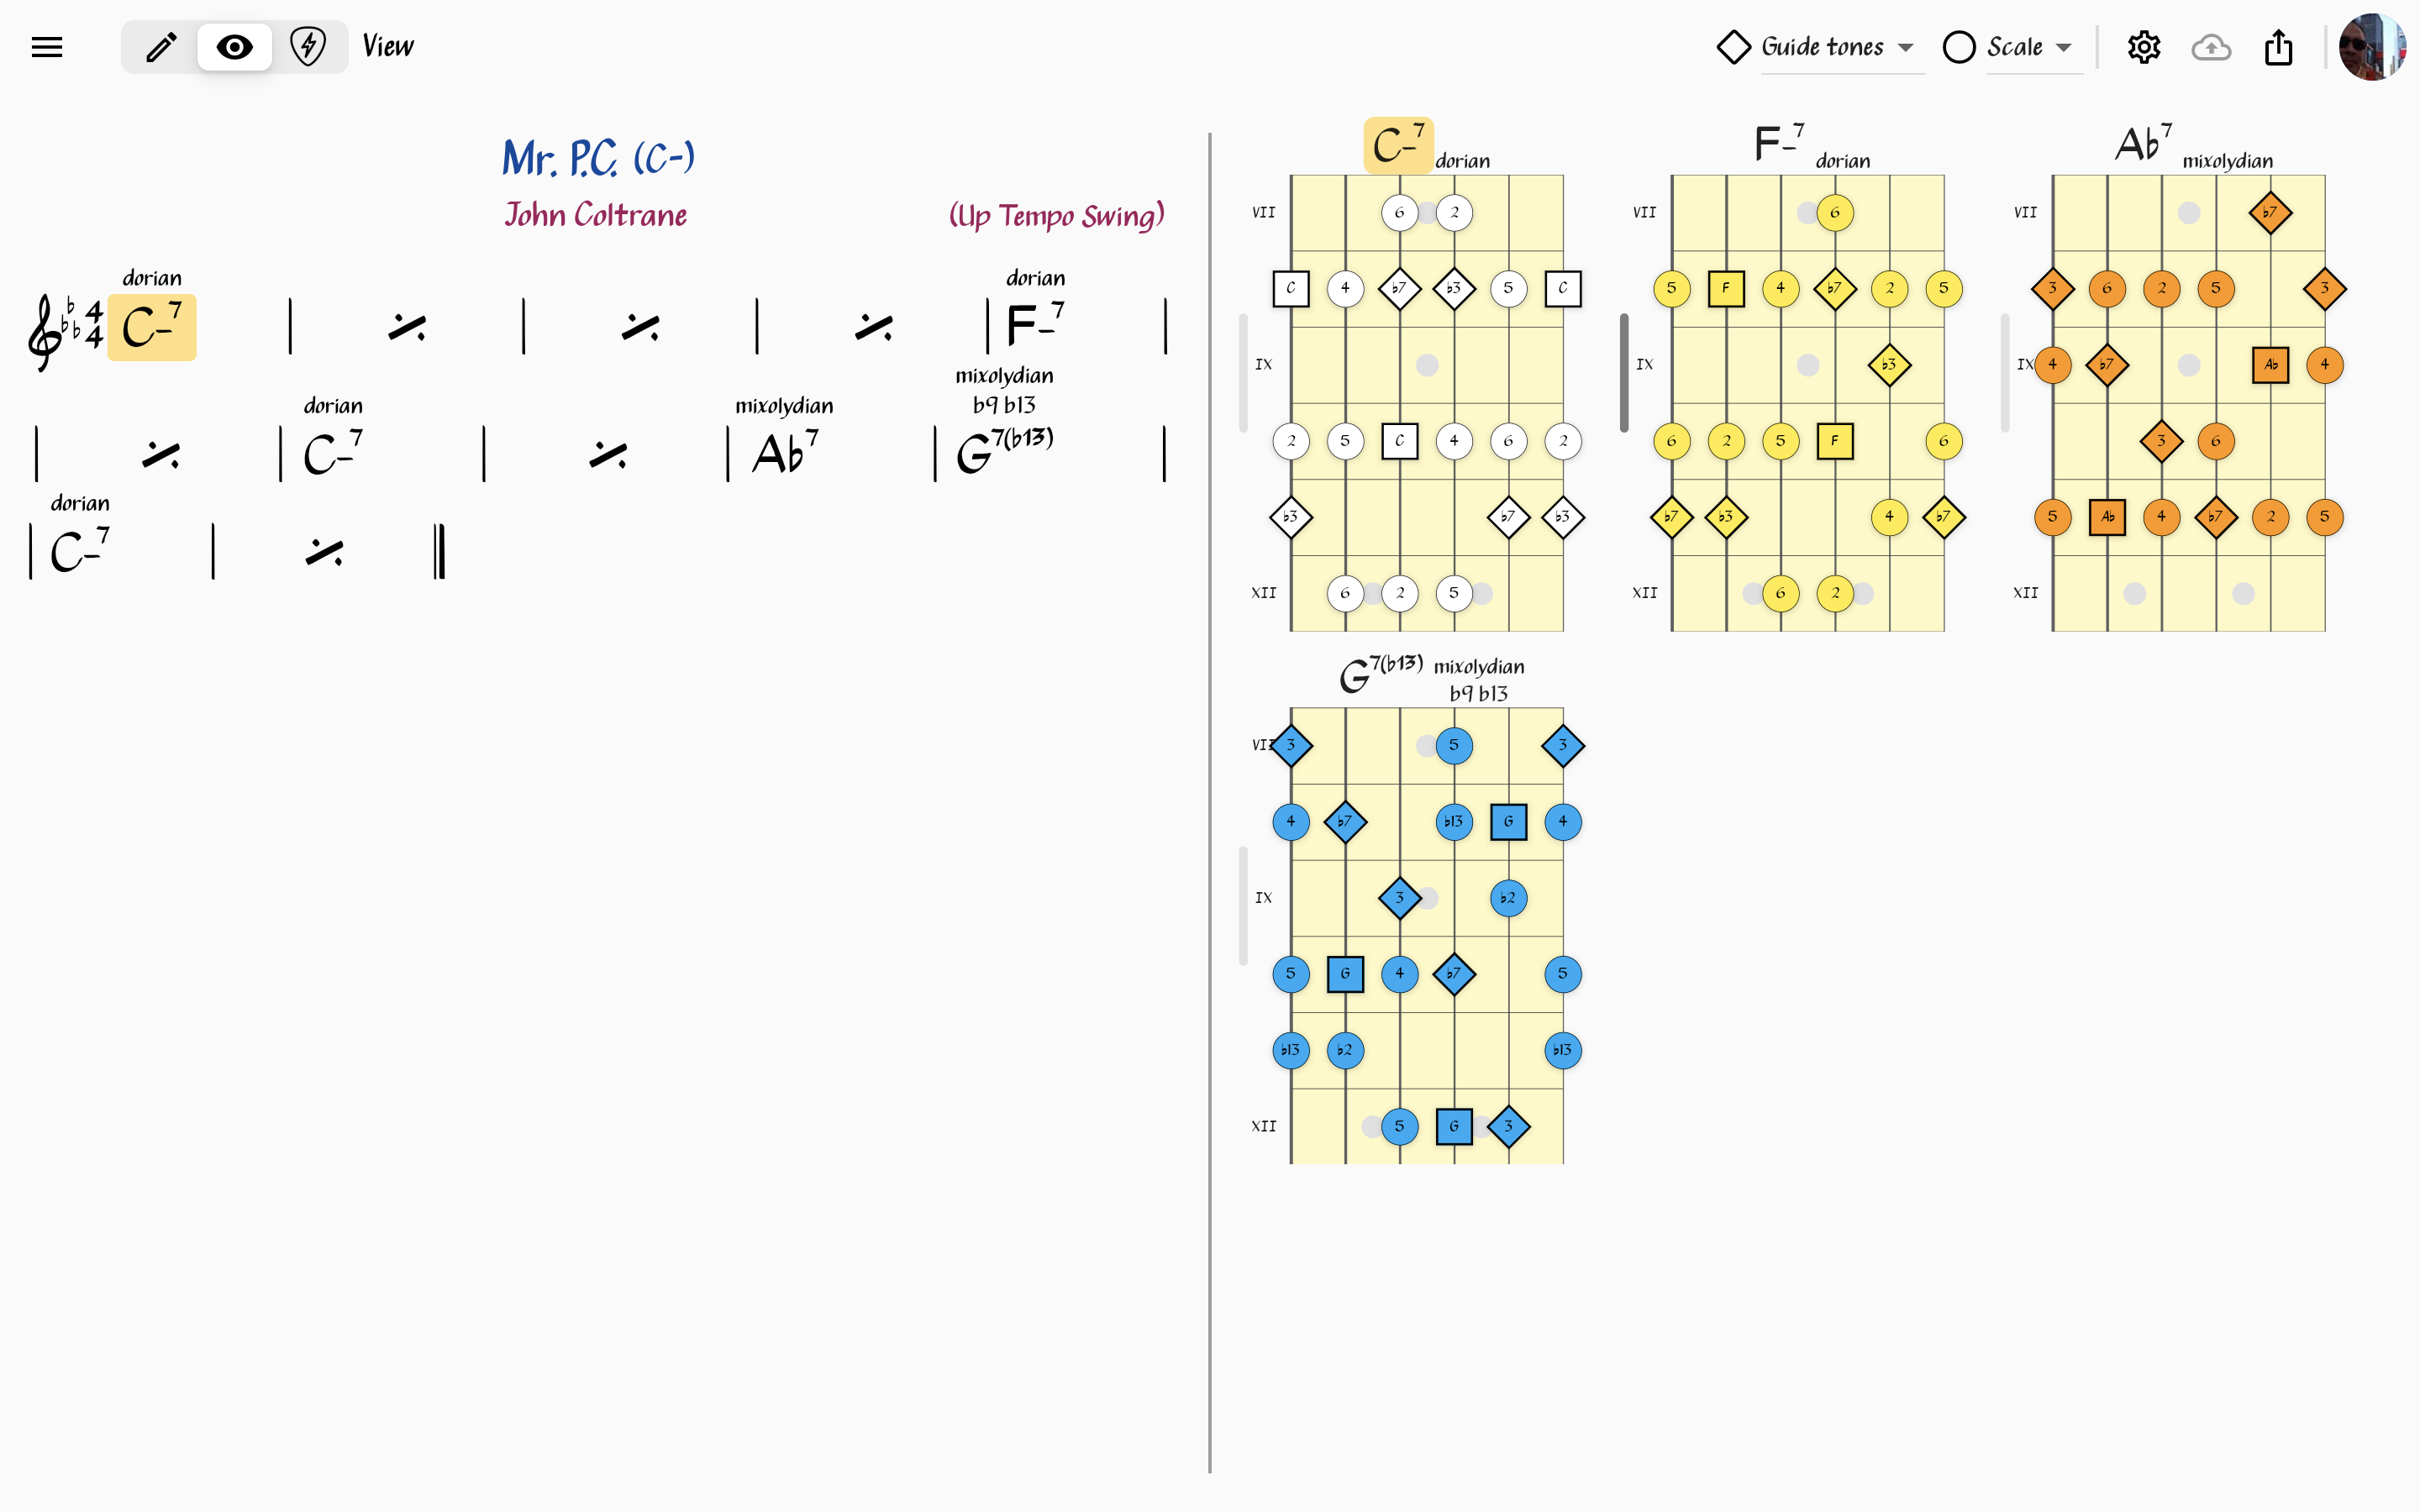 View Guide tones Scale
Mr. P.C. (C-)
John Coltrane (Up Tempo Swing)
dorian dorian
4 4 C-7 F-7
dorian mixolydian mixolydian
b9 b13
C-7 Ab7 G7(b13)
dorian
C-7
C-7 dorian
VII 6 2
C 4 b7 b3 5 C
IX
2 5 C 4 6 2
b3 b7 b3
XII 6 2 5
F-7 dorian
VII 6
5 F 4 b7 2 5
IX b3
6 2 5 F 6
b7 b3 4 b7
XII 6 2
Ab7 mixolydian
VII b7
3 6 2 5 3
IX 4 b7 Ab 4
3 6
5 Ab 4 b7 2 5
XII
G7(b13) mixolydian
b9 b13
VII 3 5 3
4 b7 b13 G 4
IX 3 b2
5 G 4 b7 5
b13 b2 b13
XII 5 G 3